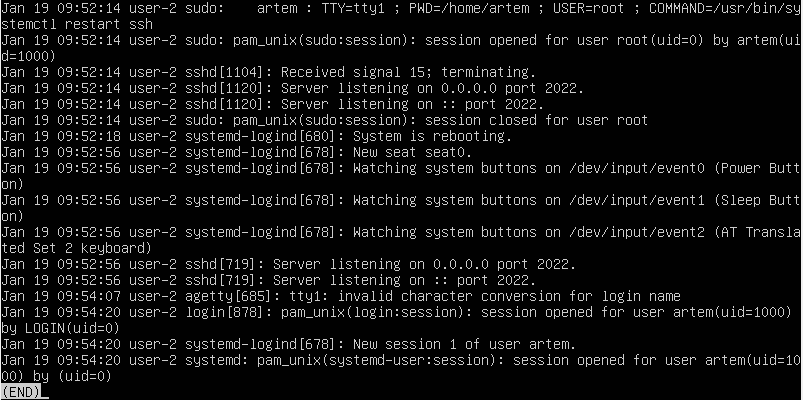 Jan 19 09:52:14 user-2 sudo:    artem : TTY=tty1 ; PWD=/home/artem ; USER=root ; COMMAND=/usr/bin/sy
stemctl restart ssh
Jan 19 09:52:14 user-2 sudo: pam_unix(sudo:session): session opened for user root(uid=0) by artem(ui
d=1000)
Jan 19 09:52:14 user-2 sshd[1104]: Received signal 15; terminating.
Jan 19 09:52:14 user-2 sshd[1120]: Server listening on 0.0.0.0 port 2022.
Jan 19 09:52:14 user-2 sshd[1120]: Server listening on :: port 2022.
Jan 19 09:52:14 user-2 sudo: pam_unix(sudo:session): session closed for user root
Jan 19 09:52:18 user-2 systemd-logind[680]: System is rebooting.
Jan 19 09:52:56 user-2 systemd-logind[678]: New seat seat0.
Jan 19 09:52:56 user-2 systemd-logind[678]: Watching system buttons on /dev/input/event0 (Power Butt
on)
Jan 19 09:52:56 user-2 systemd-logind[678]: Watching system buttons on /dev/input/event1 (Sleep Butt
on)
Jan 19 09:52:56 user-2 systemd-logind[678]: Watching system buttons on /dev/input/event2 (AT Transla
ted Set 2 keyboard)
Jan 19 09:52:56 user-2 sshd[719]: Server listening on 0.0.0.0 port 2022.
Jan 19 09:52:56 user-2 sshd[719]: Server listening on :: port 2022.
Jan 19 09:54:07 user-2 agetty[685]: tty1: invalid character conversion for login name
Jan 19 09:54:20 user-2 login[878]: pam_unix(login:session): session opened for user artem(uid=1000)
by LOGIN(uid=0)
Jan 19 09:54:20 user-2 systemd-logind[678]: New session 1 of user artem.
Jan 19 09:54:20 user-2 systemd: pam_unix(systemd-user:session): session opened for user artem(uid=10
00) by (uid=0)
(END)